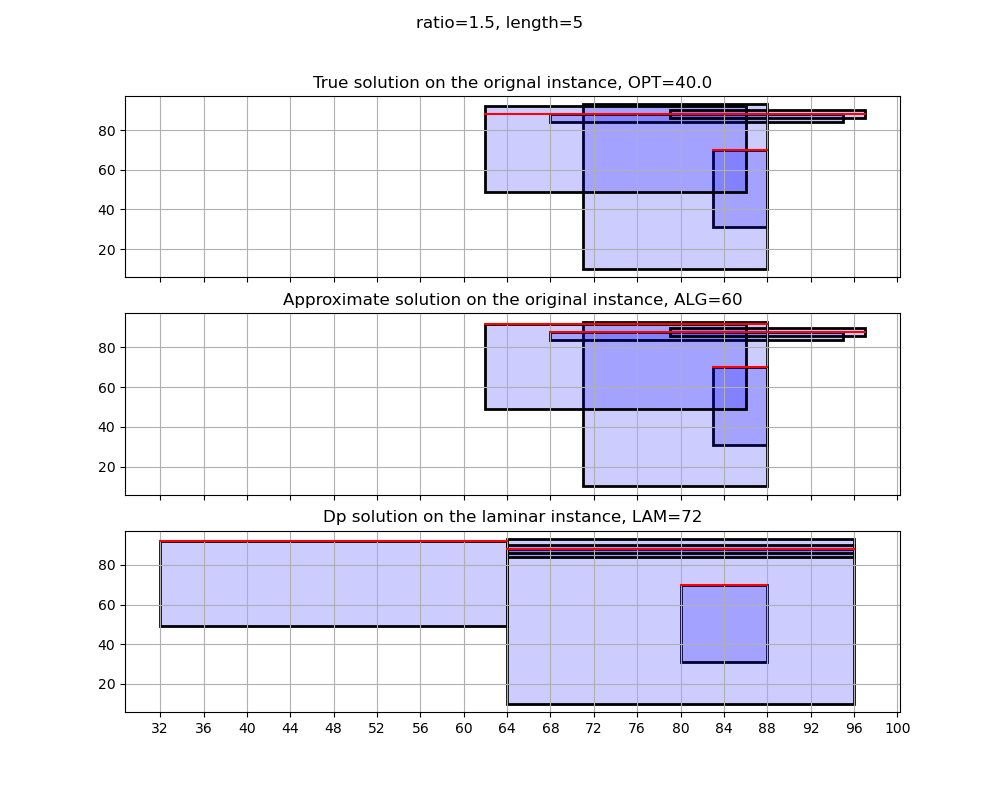 ratio=1.5, length=5
True solution on the orignal instance, OPT=40.0
80
60
40
20
Approximate solution on the original instance, ALG=60
80
60
40
20
Dp solution on the laminar instance, LAM=72
80
60
40
20
32 36 40 44 48 52 56 60 64 68 72 76 80 84 88 92 96 100